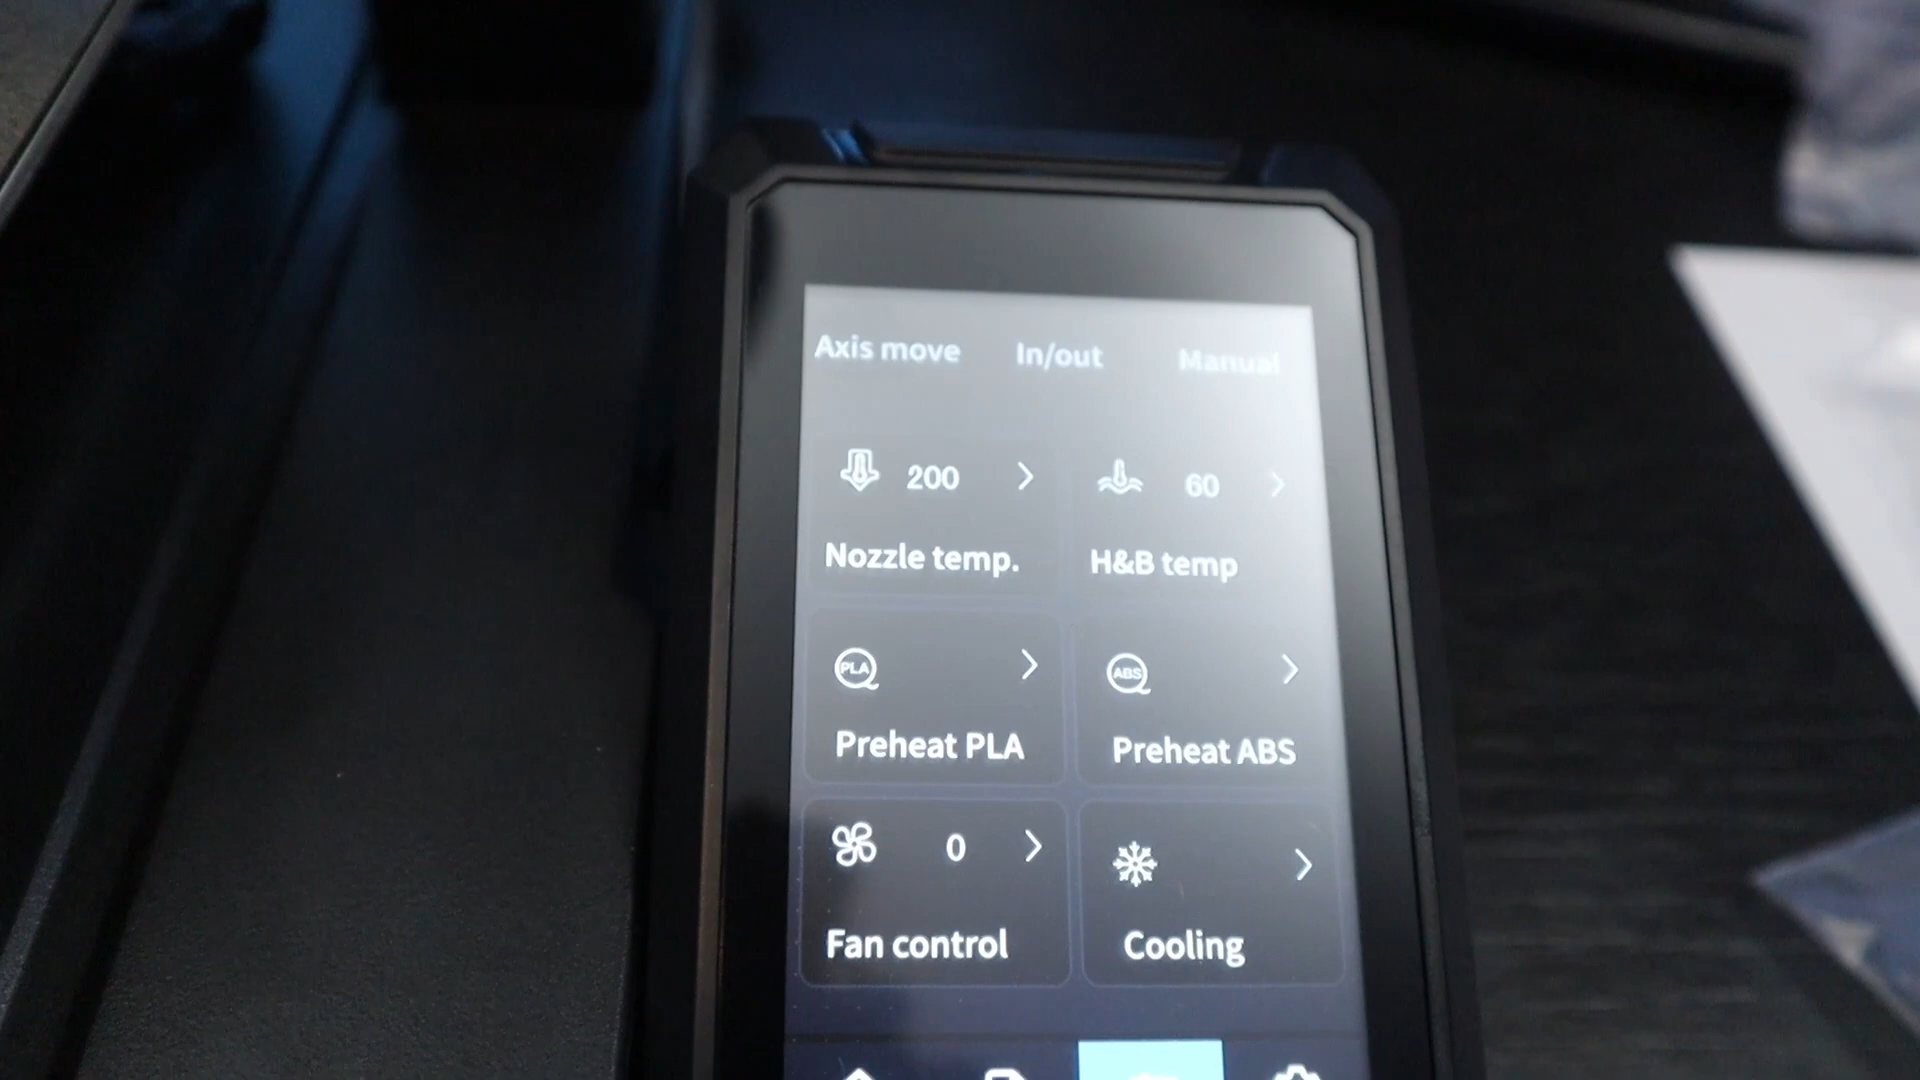 Axis move In/out Manual
200 60
Nozzle temp. H&B temp
PLA ABS
Preheat PLA Preheat ABS
0
Fan control Cooling